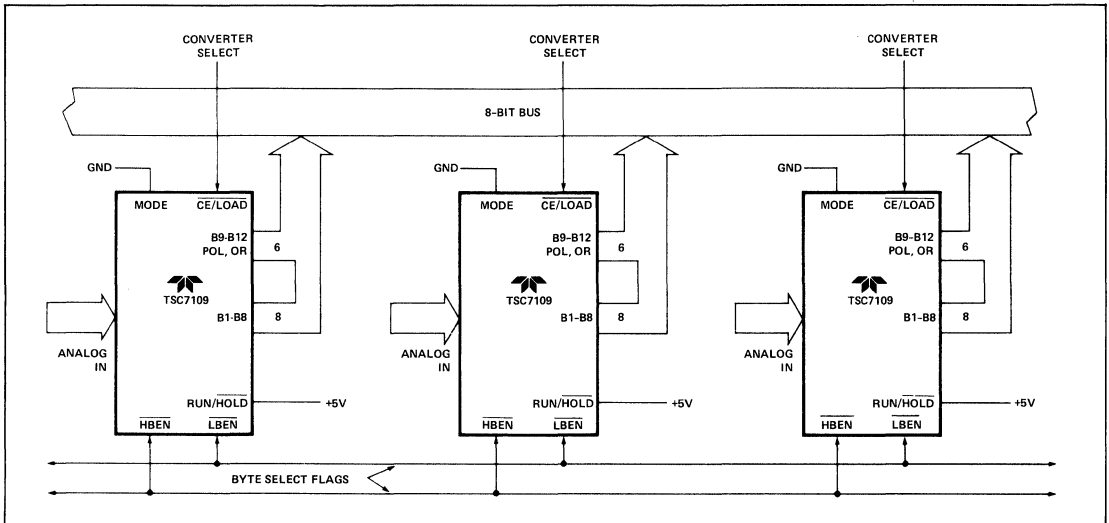 CONVERTER
SELECT
CONVERTER
SELECT
CONVERTER
SELECT
8-BIT BUS
GND
GND
GND
MODE
CE/LOAD
B9-B12
POL, OR
6
TSC7109
B1-B8
8
ANALOG
IN
RUN/HOLD
+5V
HBEN
LBEN
MODE
CE/LOAD
B9-B12
POL, OR
6
TSC7109
B1-B8
8
ANALOG
IN
RUN/HOLD
+5V
HBEN
LBEN
MODE
CE/LOAD
B9-B12
POL, OR
6
TSC7109
B1-B8
8
ANALOG
IN
RUN/HOLD
+5V
HBEN
LBEN
BYTE SELECT FLAGS